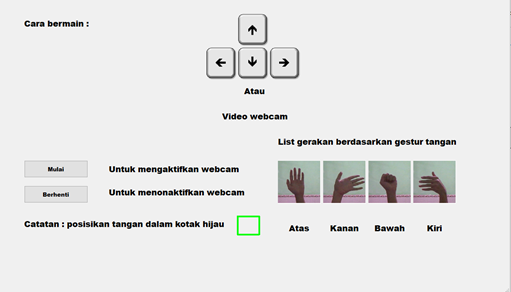 Cara bermain :
Atau
Video webcam
List gerakan berdasarkan gestur tangan
Mulai
Untuk mengaktifkan webcam
Berhenti
Untuk menonaktifkan webcam
Catatan : posisikan tangan dalam kotak hijau
Atas Kanan Bawah Kiri